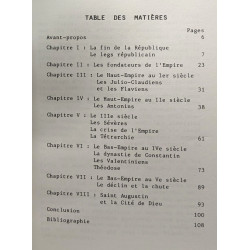 TABLE DES MATIÈRES
Pages
Avant-propos 6
Chapitre I : La fin de la République
Le legs républicain 7
Chapitre II : Les fondateurs de l'Empire 23
Chapitre III : Le Haut-Empire au Ier siècle
Les Julio-Claudiens
et les Flaviens 31
Chapitre IV : Le Haut-Empire au IIe siècle
Les Antonins 38
Chapitre V : Le IIIe siècle
Les Sévères
La crise de l'Empire
La Tétrarchie 61
Chapitre VI : Le Bas-Empire au IVe siècle
La dynastie de Constantin
Les Valentiniens
Théodose 73
Chapitre VII : Le Bas-Empire au Ve siècle
Le déclin et la chute 89
Chapitre VIII : Saint Augustin
et la Cité de Dieu 93
Conclusion 100
Bibliographie 108